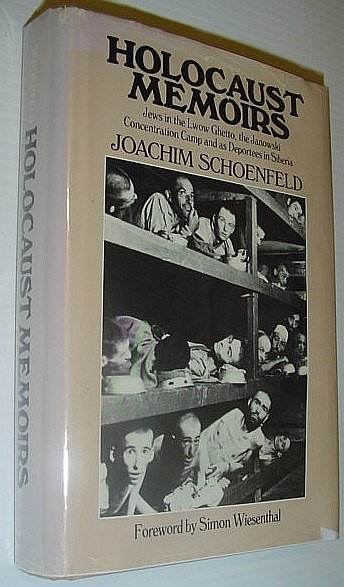 HOLOCAUST
MEMOIRS
Jews in the Lwow Ghetto, the Janowski
Concentration Camp and as Deportees in Siberia
JOACHIM SCHOENFELD
Foreword by Simon Wiesenthal
HOLOCAUST MEMOIRS